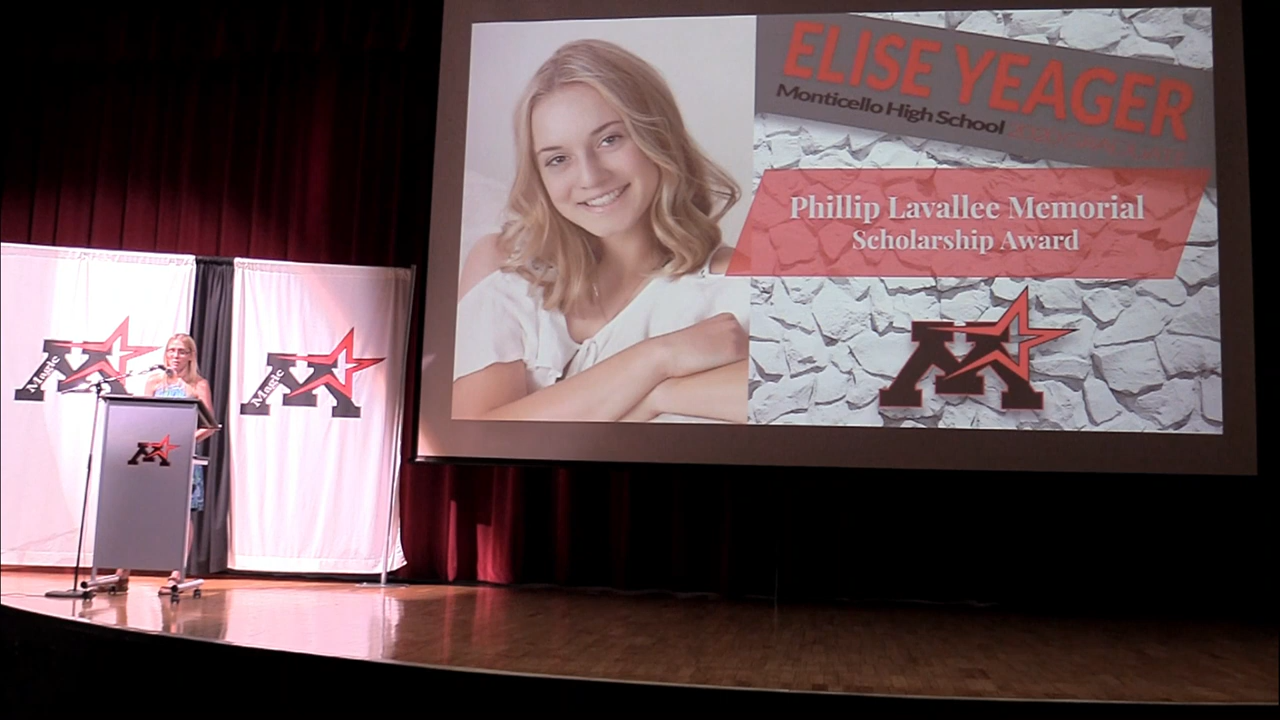 ELISE YEAGER
Monticello High School
Phillip Lavallee Memorial
Scholarship Award
M
Magic
M
Magic
M
M